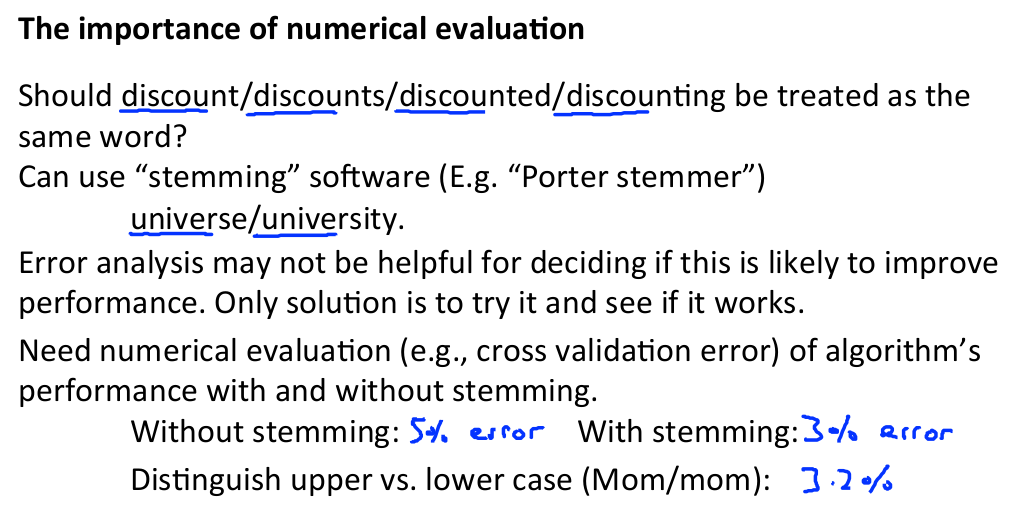 The importance of numerical evaluation
Should discount/discounts/discounted/discounting be treated as the
same word?
Can use “stemming” software (E.g. “Porter stemmer”)
universe/university.
Error analysis may not be helpful for deciding if this is likely to improve
performance. Only solution is to try it and see if it works.
Need numerical evaluation (e.g., cross validation error) of algorithm’s
performance with and without stemming.
Without stemming: 5% error With stemming: 3% error
Distinguish upper vs. lower case (Mom/mom): 3.2%